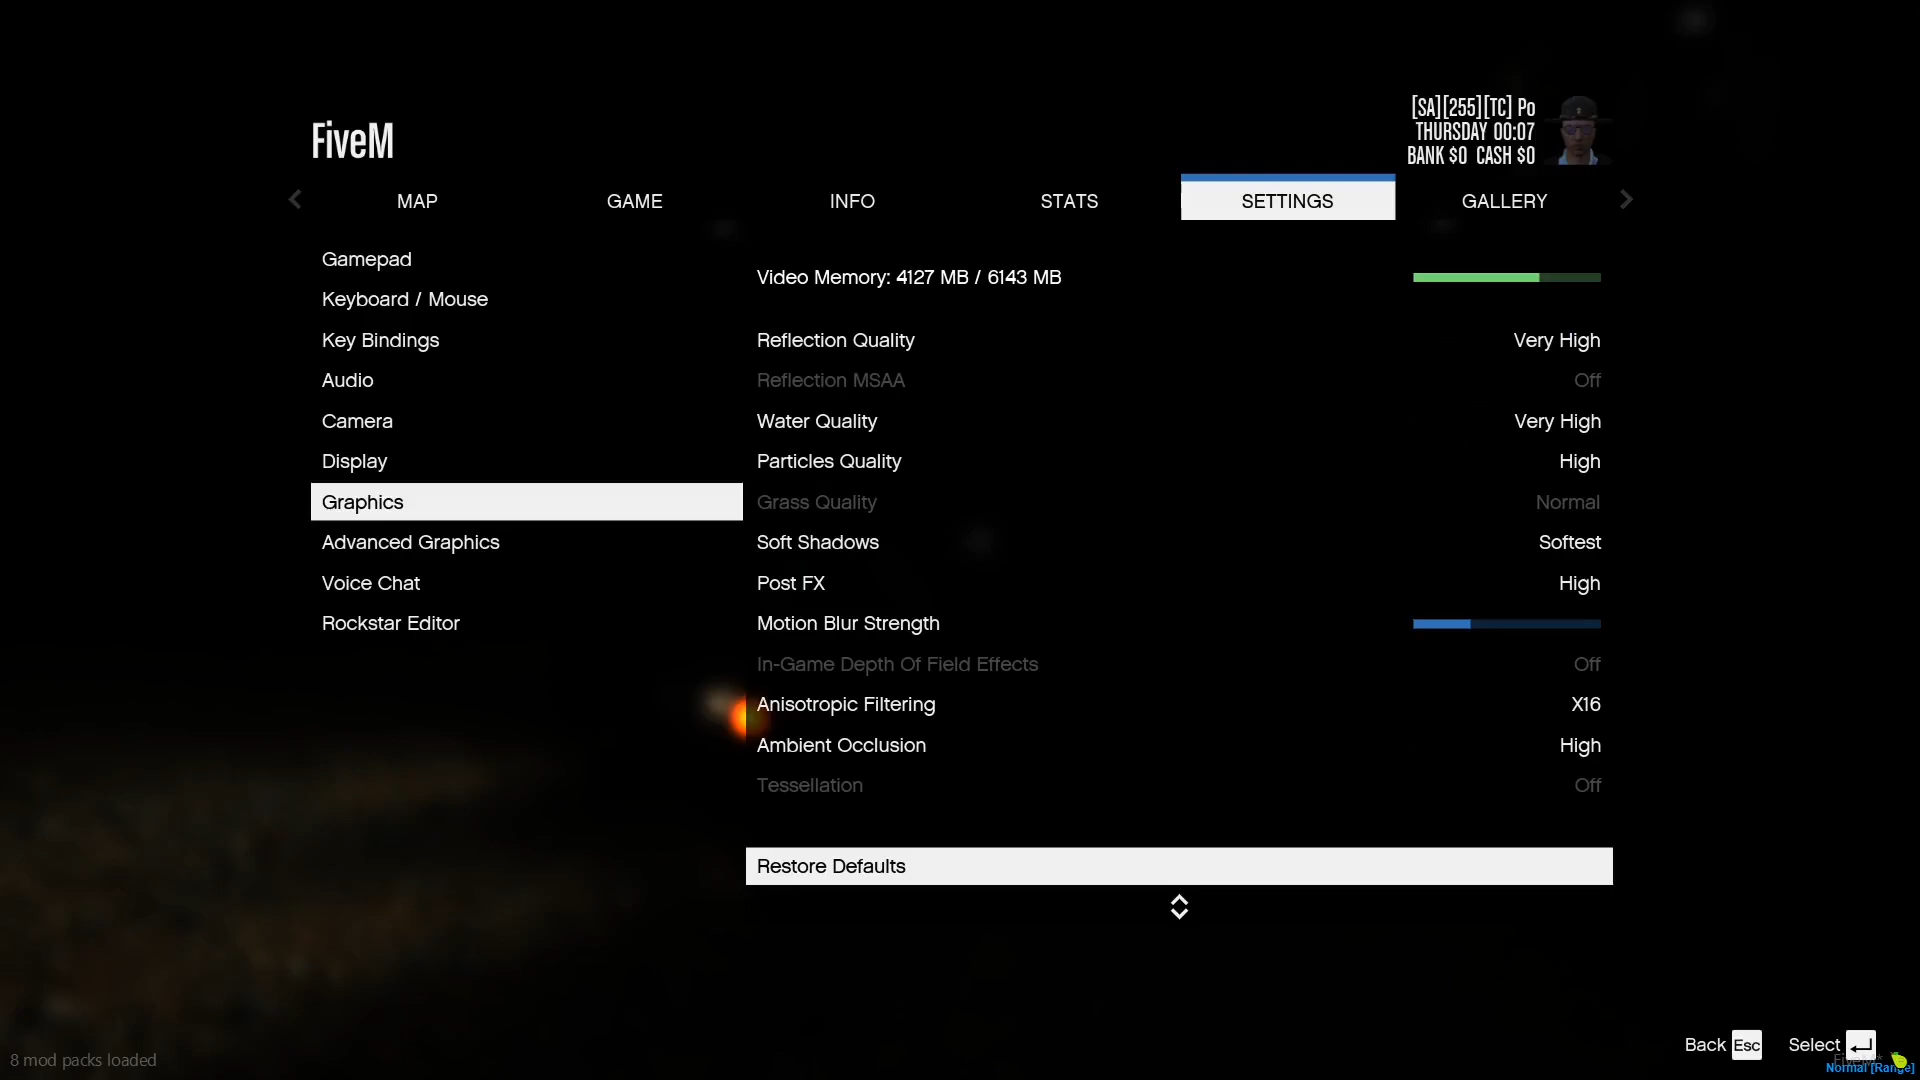 FiveM
[SA][255][TC] Po
THURSDAY 00:07
BANK $0 CASH $0
MAP
GAME
INFO
STATS
SETTINGS
GALLERY
Gamepad
Keyboard / Mouse
Key Bindings
Audio
Camera
Display
Graphics
Advanced Graphics
Voice Chat
Rockstar Editor
Video Memory: 4127 MB / 6143 MB
Reflection Quality Very High
Reflection MSAA Off
Water Quality Very High
Particles Quality High
Grass Quality Normal
Soft Shadows Softest
Post FX High
Motion Blur Strength
In-Game Depth Of Field Effects Off
Anisotropic Filtering X16
Ambient Occlusion High
Tessellation Off
Restore Defaults
Back Esc Select
8 mod packs loaded
FiveM*
Normal [Range]